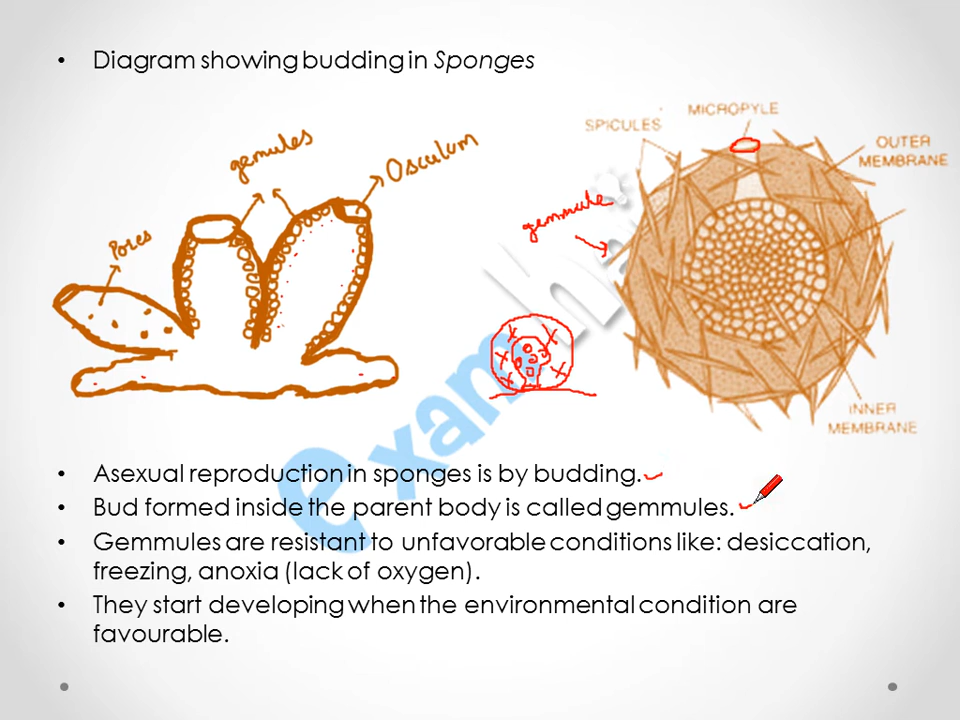 • Diagram showing budding in Sponges
MICROPYLE
SPICULES
OUTER
MEMBRANE
gemules
Osculum
gemmule
Pores
INNER
MEMBRANE
• Asexual reproduction in sponges is by budding.
• Bud formed inside the parent body is called gemmules.
• Gemmules are resistant to unfavorable conditions like: desiccation,
freezing, anoxia (lack of oxygen).
• They start developing when the environmental condition are
favourable.